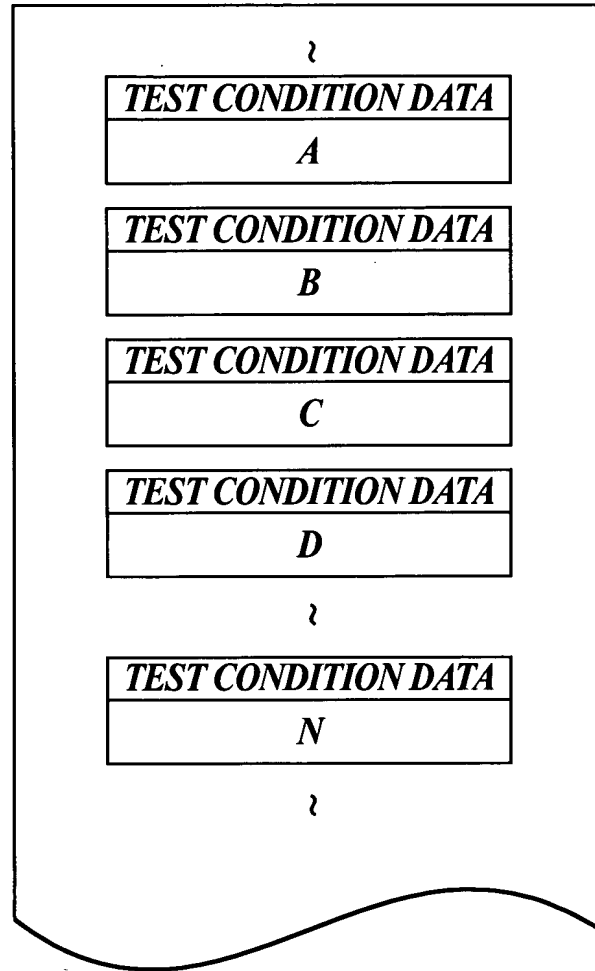 ≀
TEST CONDITION DATA
A
TEST CONDITION DATA
B
TEST CONDITION DATA
C
TEST CONDITION DATA
D
≀
TEST CONDITION DATA
N
≀